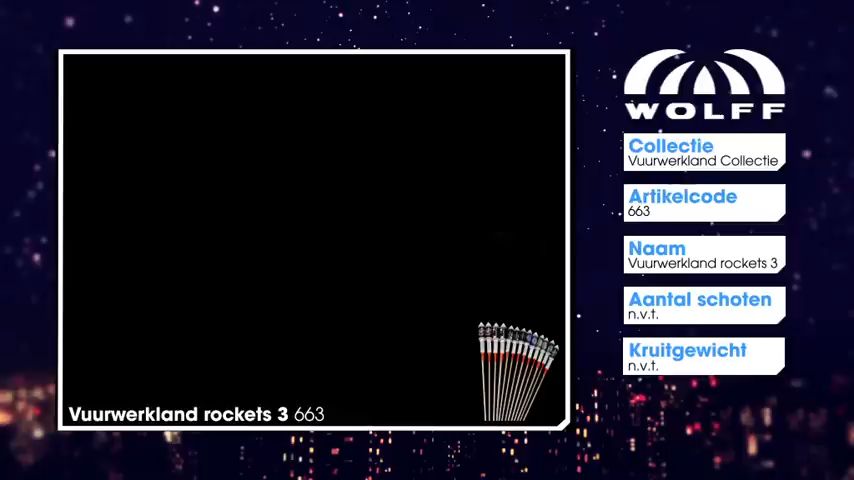 WOLFF
Collectie
Vuurwerkland Collectie
Artikelcode
663
Naam
Vuurwerkland rockets 3
Aantal schoten
n.v.t.
Kruitgewicht
n.v.t.
Vuurwerkland rockets 3 663